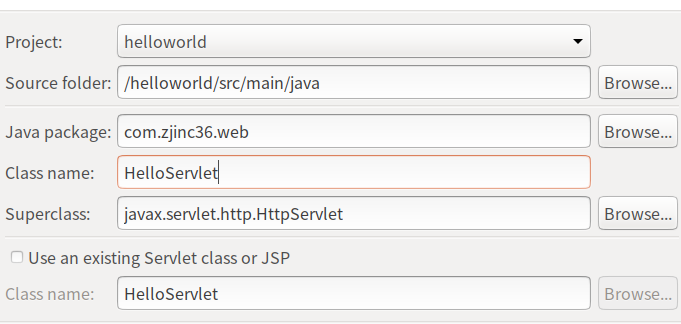 Project: helloworld
Source folder: /helloworld/src/main/java Browse...
Java package: com.zjinc36.web Browse...
Class name: HelloServlet
Superclass: javax.servlet.http.HttpServlet Browse...
Use an existing Servlet class or JSP
Class name: HelloServlet Browse...